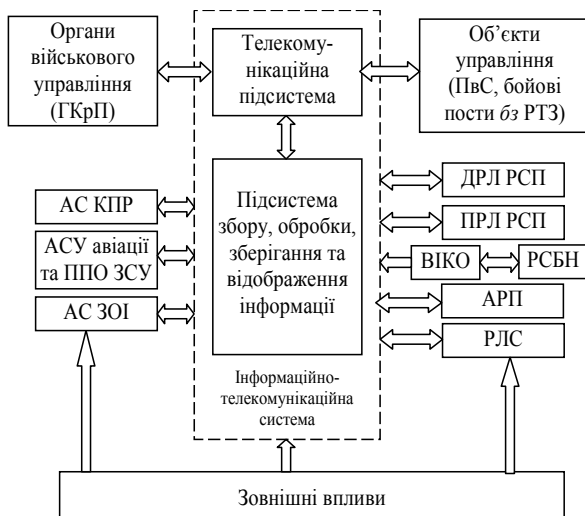 Органи
військового
управління
(ГКрП)
Телекому-
нікаційна
підсистема
Об’єкти
управління
(ПвС, бойові
пости бз РТЗ)
Підсистема
збору, обробки,
зберігання та
відображення
інформації
АС КПР
АСУ авіації
та ППО ЗСУ
АС ЗОІ
ДРЛ РСП
ПРЛ РСП
ВІКО
РСБН
АРП
РЛС
Інформаційно-
телекомунікаційна
система
Зовнішні впливи